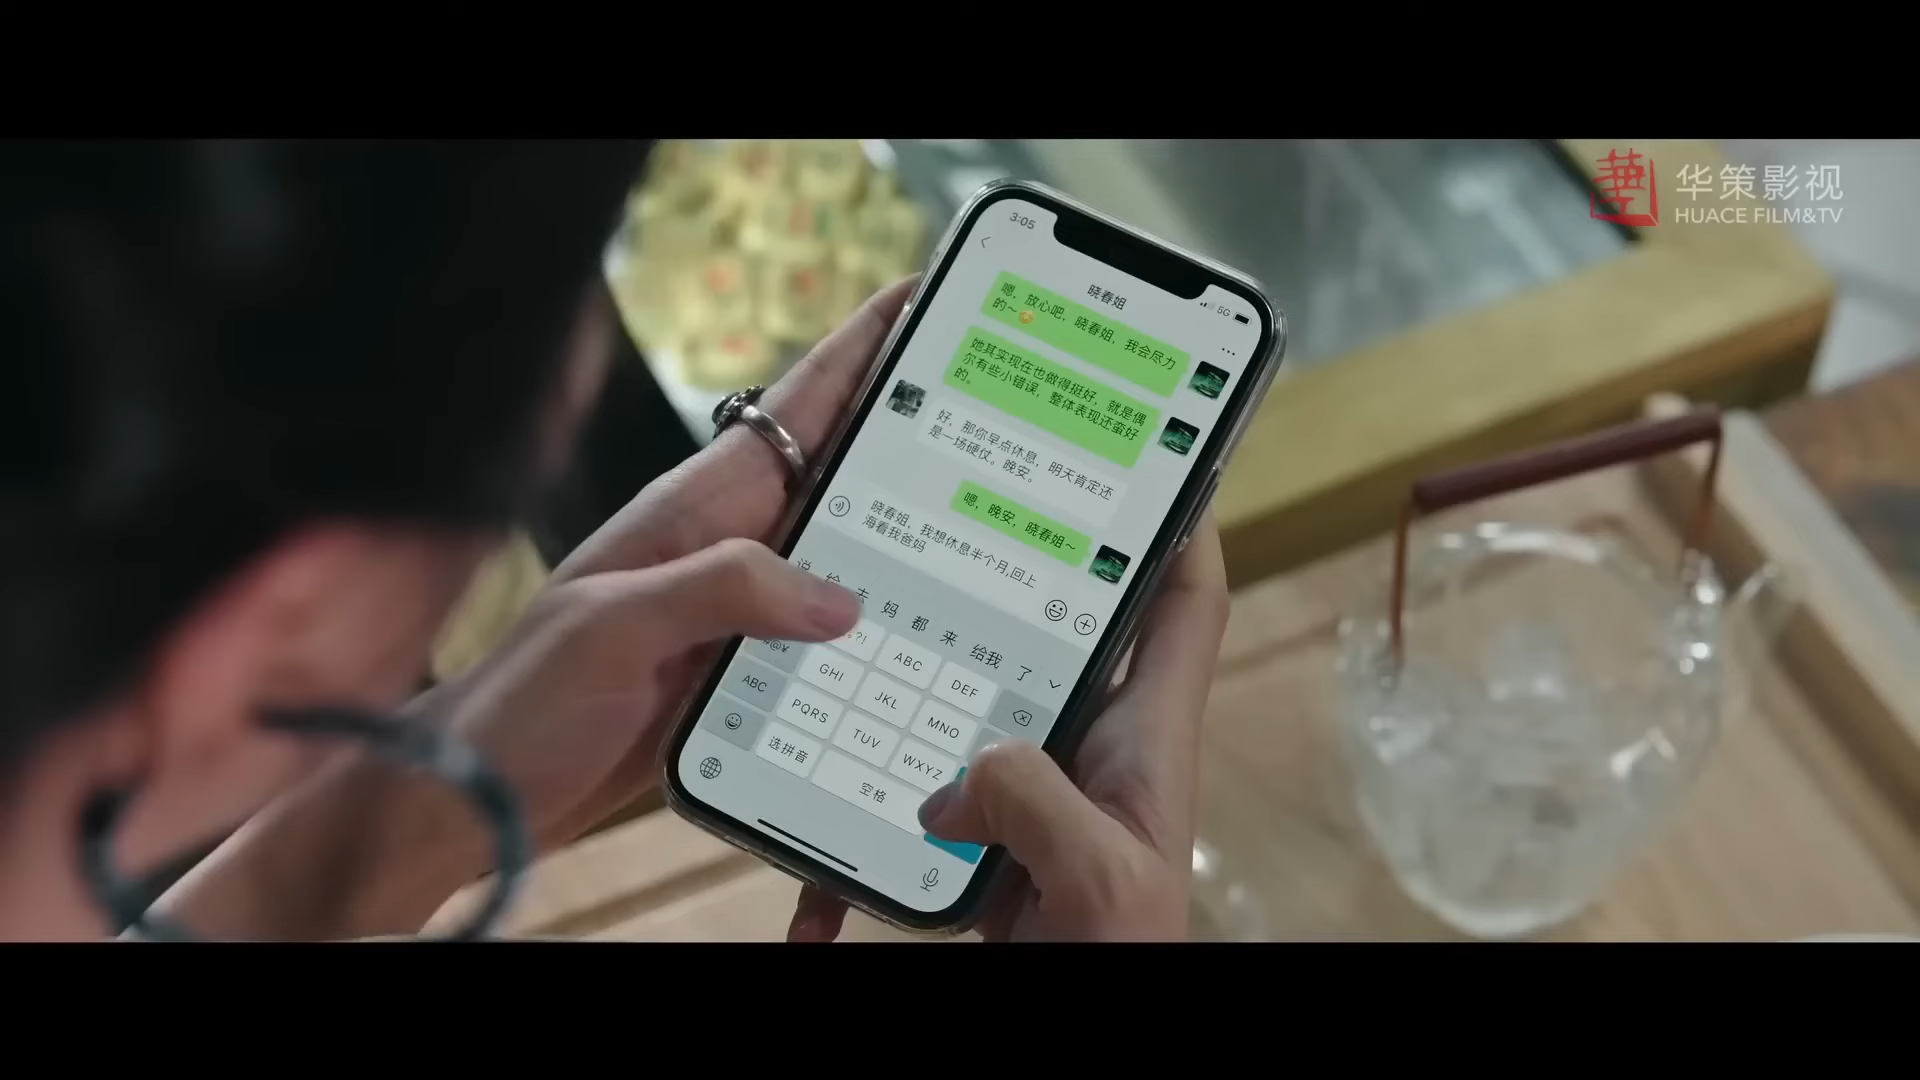 华策影视
HUACE FILM&TV
3:05
5G
晓春姐
嗯，放心吧，晓春姐，我会尽力
的～
她其实现在也做得挺好，就是偶
尔有些小错误，整体表现还蛮好
的。
好，那你早点休息，明天肯定还
是一场硬仗。晚安。
嗯，晚安，晓春姐～
晓春姐，我想休息半个月,回上
海看我爸妈
说 给 去 妈 都 来 给我 了
ABC
DEF
ABC
GHI
JKL
MNO
PQRS
TUV
WXYZ
选拼音
空格